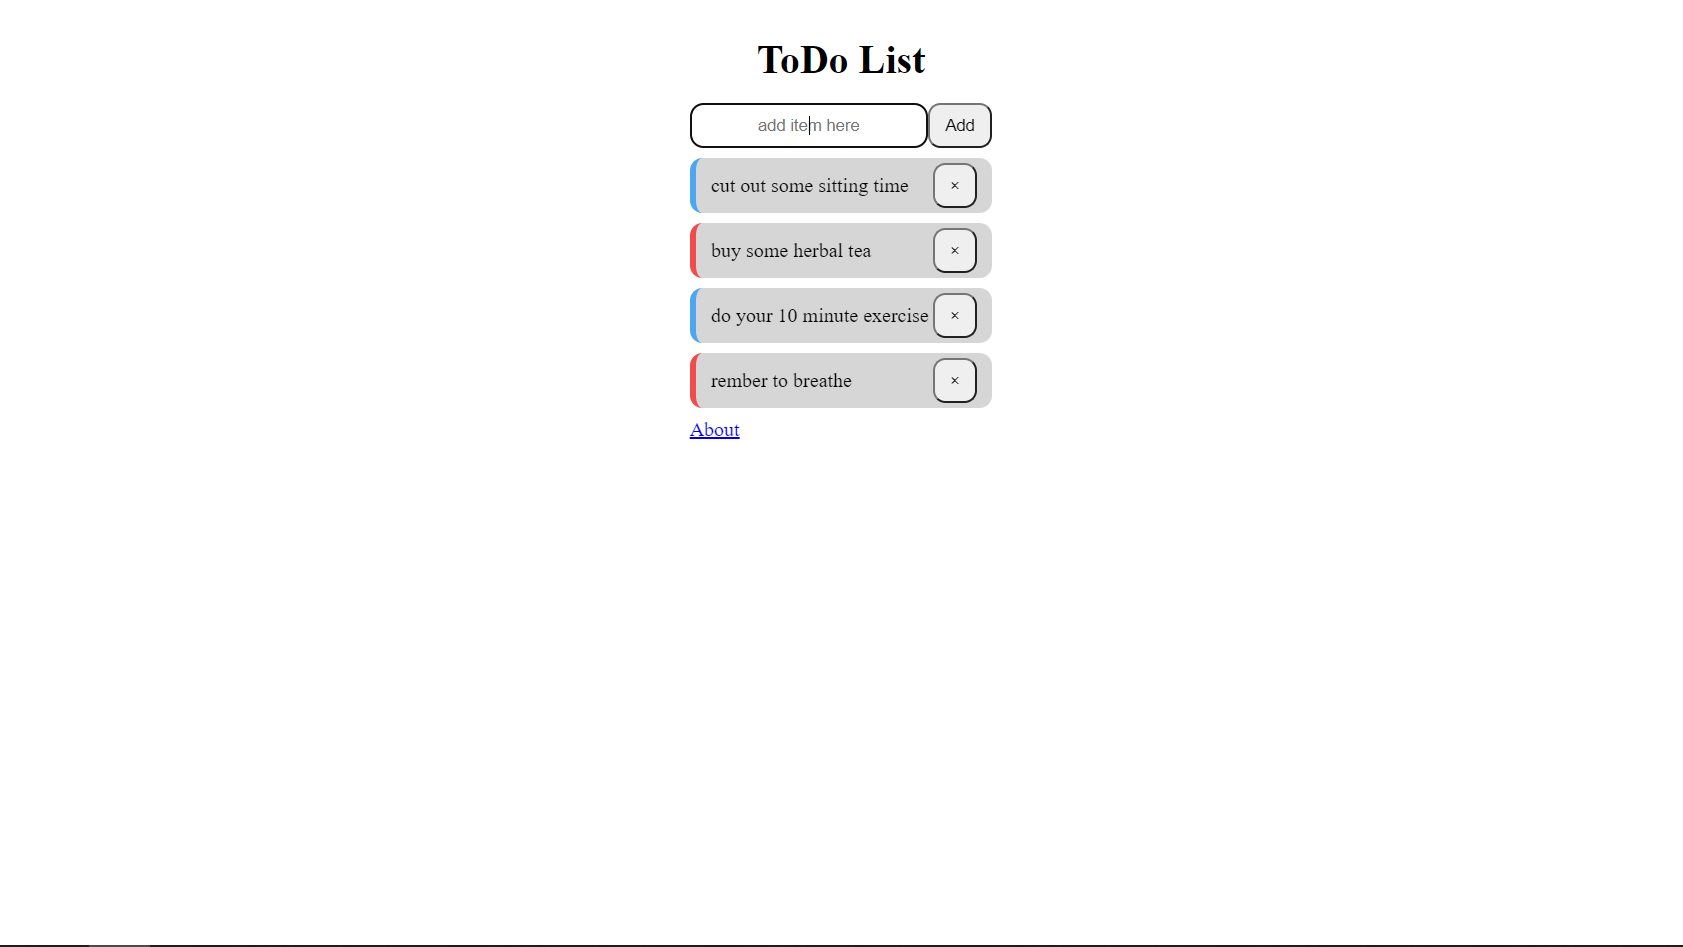 ToDo List
add item here Add
cut out some sitting time ×
buy some herbal tea ×
do your 10 minute exercise ×
rember to breathe ×
About